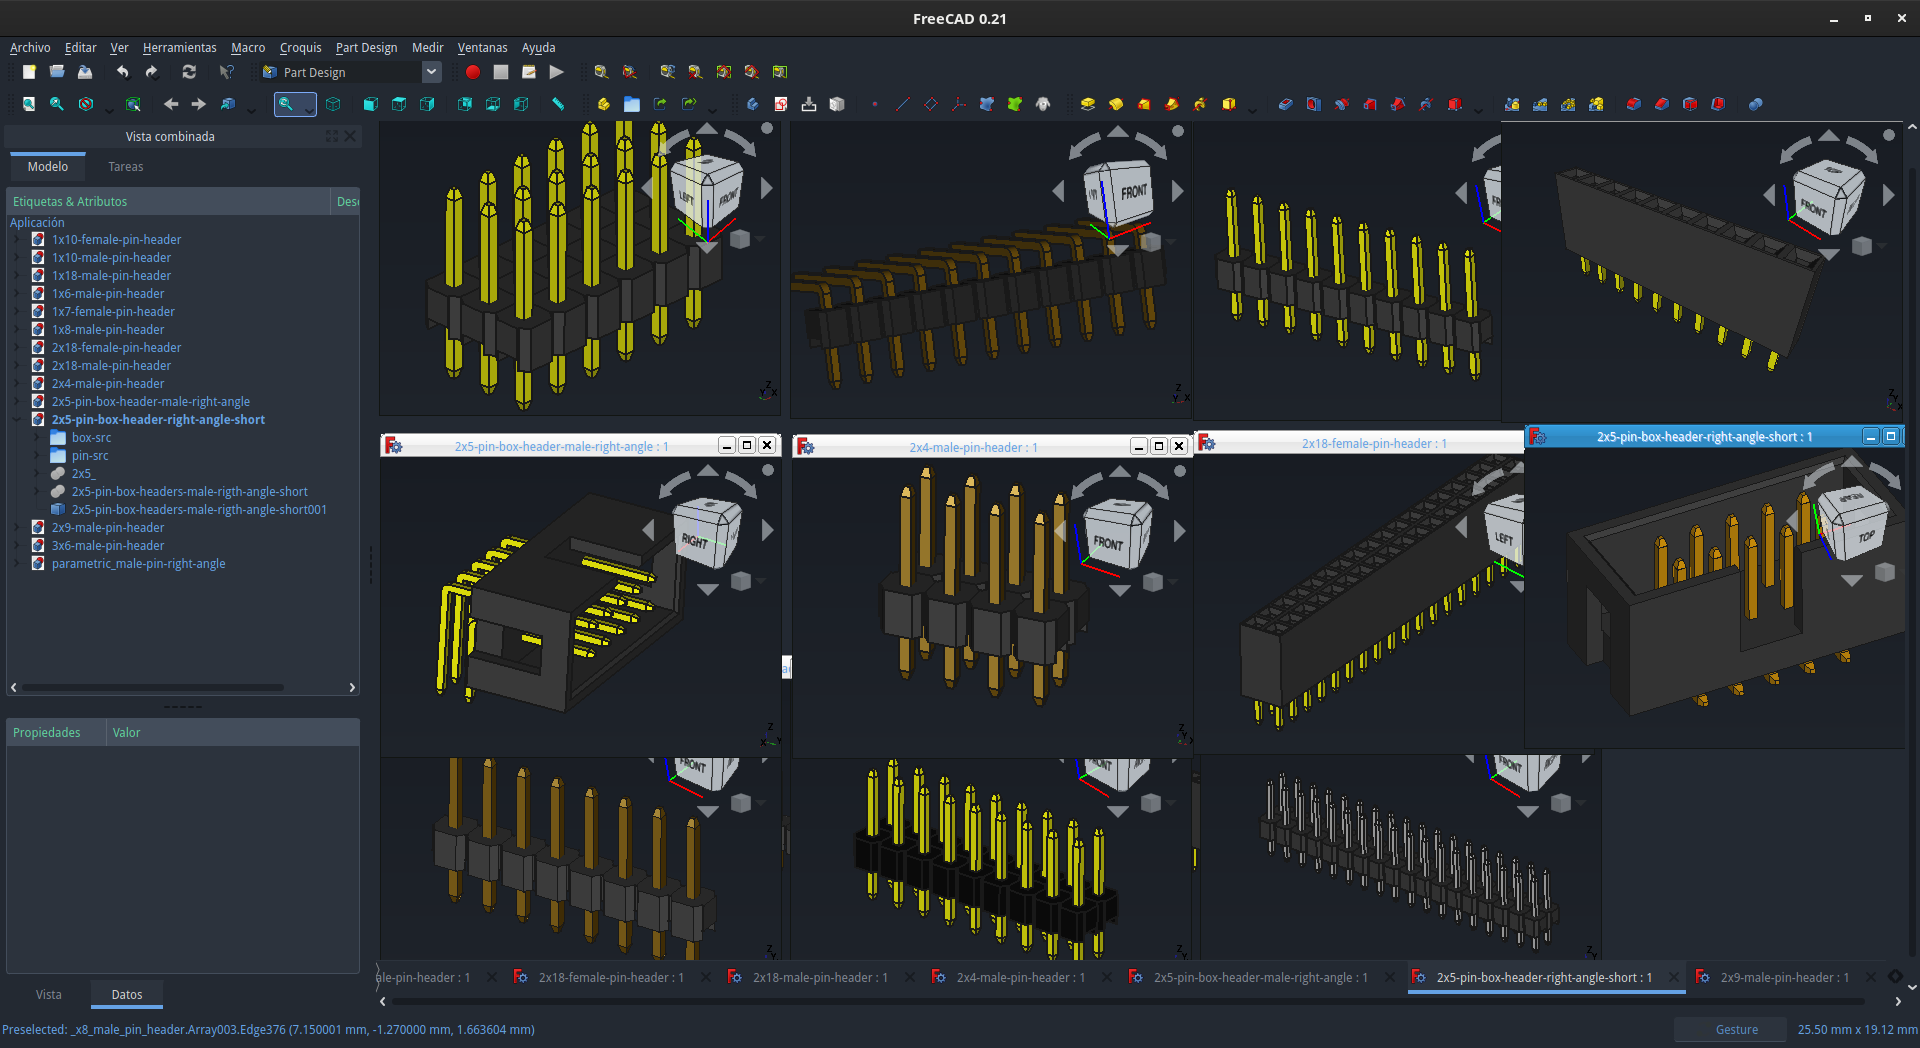 FreeCAD 0.21
Archivo Editar Ver Herramientas Macro Croquis Part Design Medir Ventanas Ayuda
Part Design
Vista combinada
Modelo Tareas
Etiquetas & Atributos Desc
Aplicación
1x10-female-pin-header
1x10-male-pin-header
1x18-male-pin-header
1x6-male-pin-header
1x7-female-pin-header
1x8-male-pin-header
2x18-female-pin-header
2x18-male-pin-header
2x4-male-pin-header
2x5-pin-box-header-male-right-angle
2x5-pin-box-header-right-angle-short
box-src
pin-src
2x5_
2x5-pin-box-headers-male-rigth-angle-short
2x5-pin-box-headers-male-rigth-angle-short001
2x9-male-pin-header
3x6-male-pin-header
parametric_male-pin-right-angle
Propiedades Valor
Vista Datos
LEFT FRONT
FRONT
FRONT
2x5-pin-box-header-male-right-angle : 1
2x4-male-pin-header : 1
2x18-female-pin-header : 1
2x5-pin-box-header-right-angle-short : 1
RIGHT
FRONT
LEFT
REAR
TOP
FRONT
FRONT
FRONT
le-pin-header : 1 2x18-female-pin-header : 1 2x18-male-pin-header : 1 2x4-male-pin-header : 1 2x5-pin-box-header-male-right-angle : 1 2x5-pin-box-header-right-angle-short : 1 2x9-male-pin-header : 1
Preselected: _x8_male_pin_header.Array003.Edge376 (7.150001 mm, -1.270000 mm, 1.663604 mm)
Gesture 25.50 mm x 19.12 mm